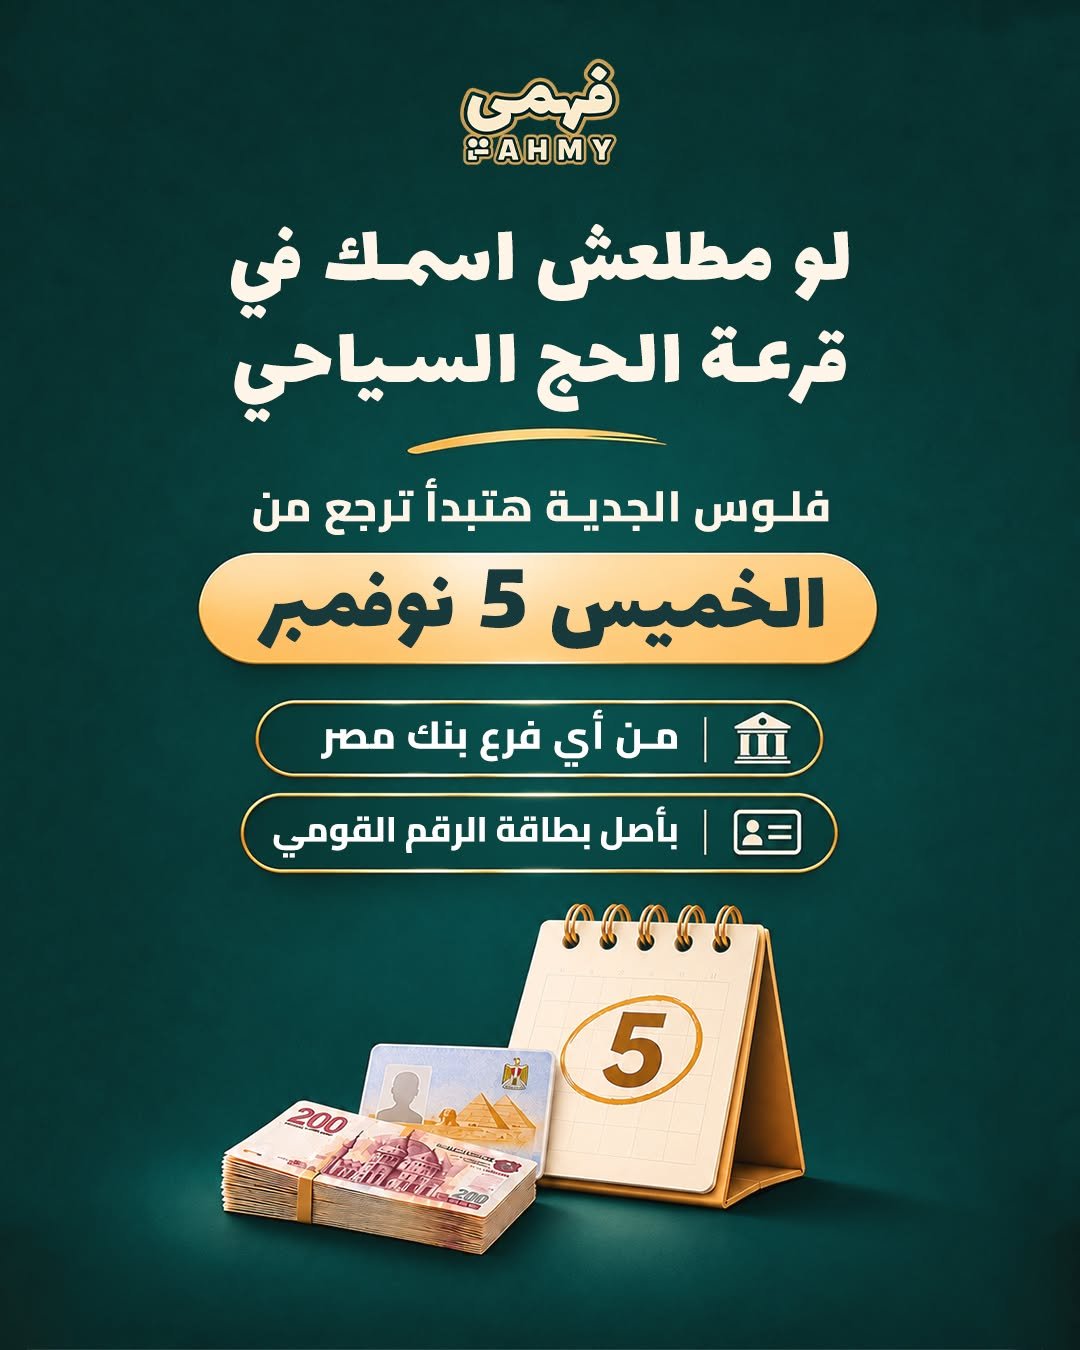 فهمي
FAHMY
لو مطلعش اسمك في
قرعة الحج السياحي
فلوس الجدية هتبدأ ترجع من
الخميس 5 نوفمبر
من أي فرع بنك مصر
بأصل بطاقة الرقم القومي
5
200
200